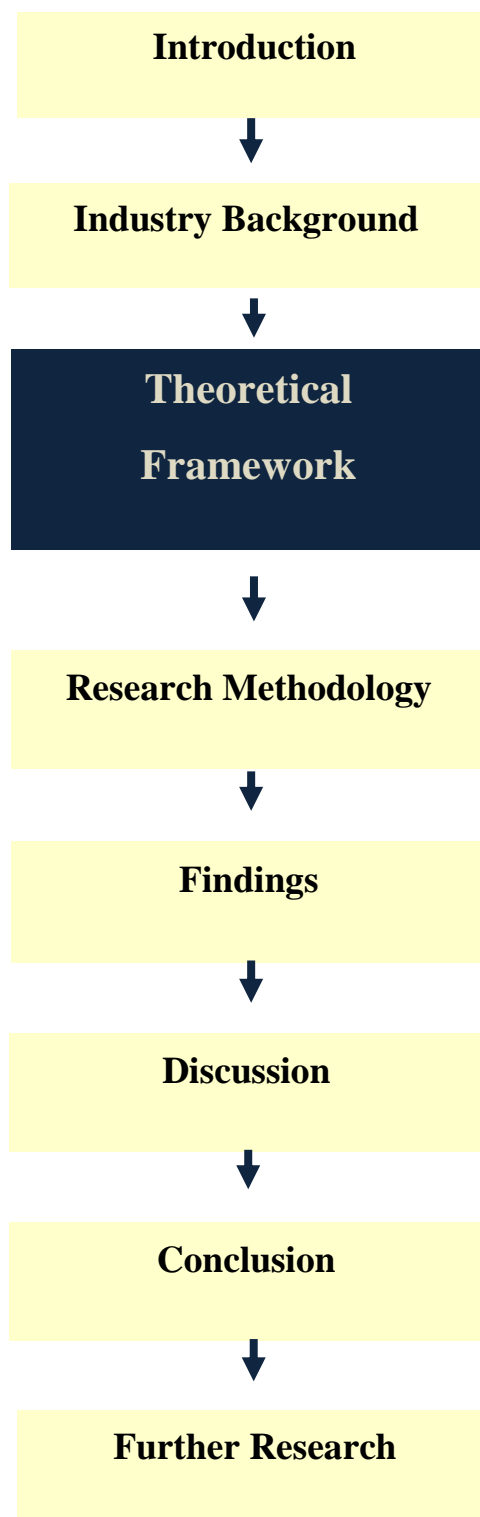 Introduction
Industry Background
Theoretical
Framework
Research Methodology
Findings
Discussion
Conclusion
Further Research